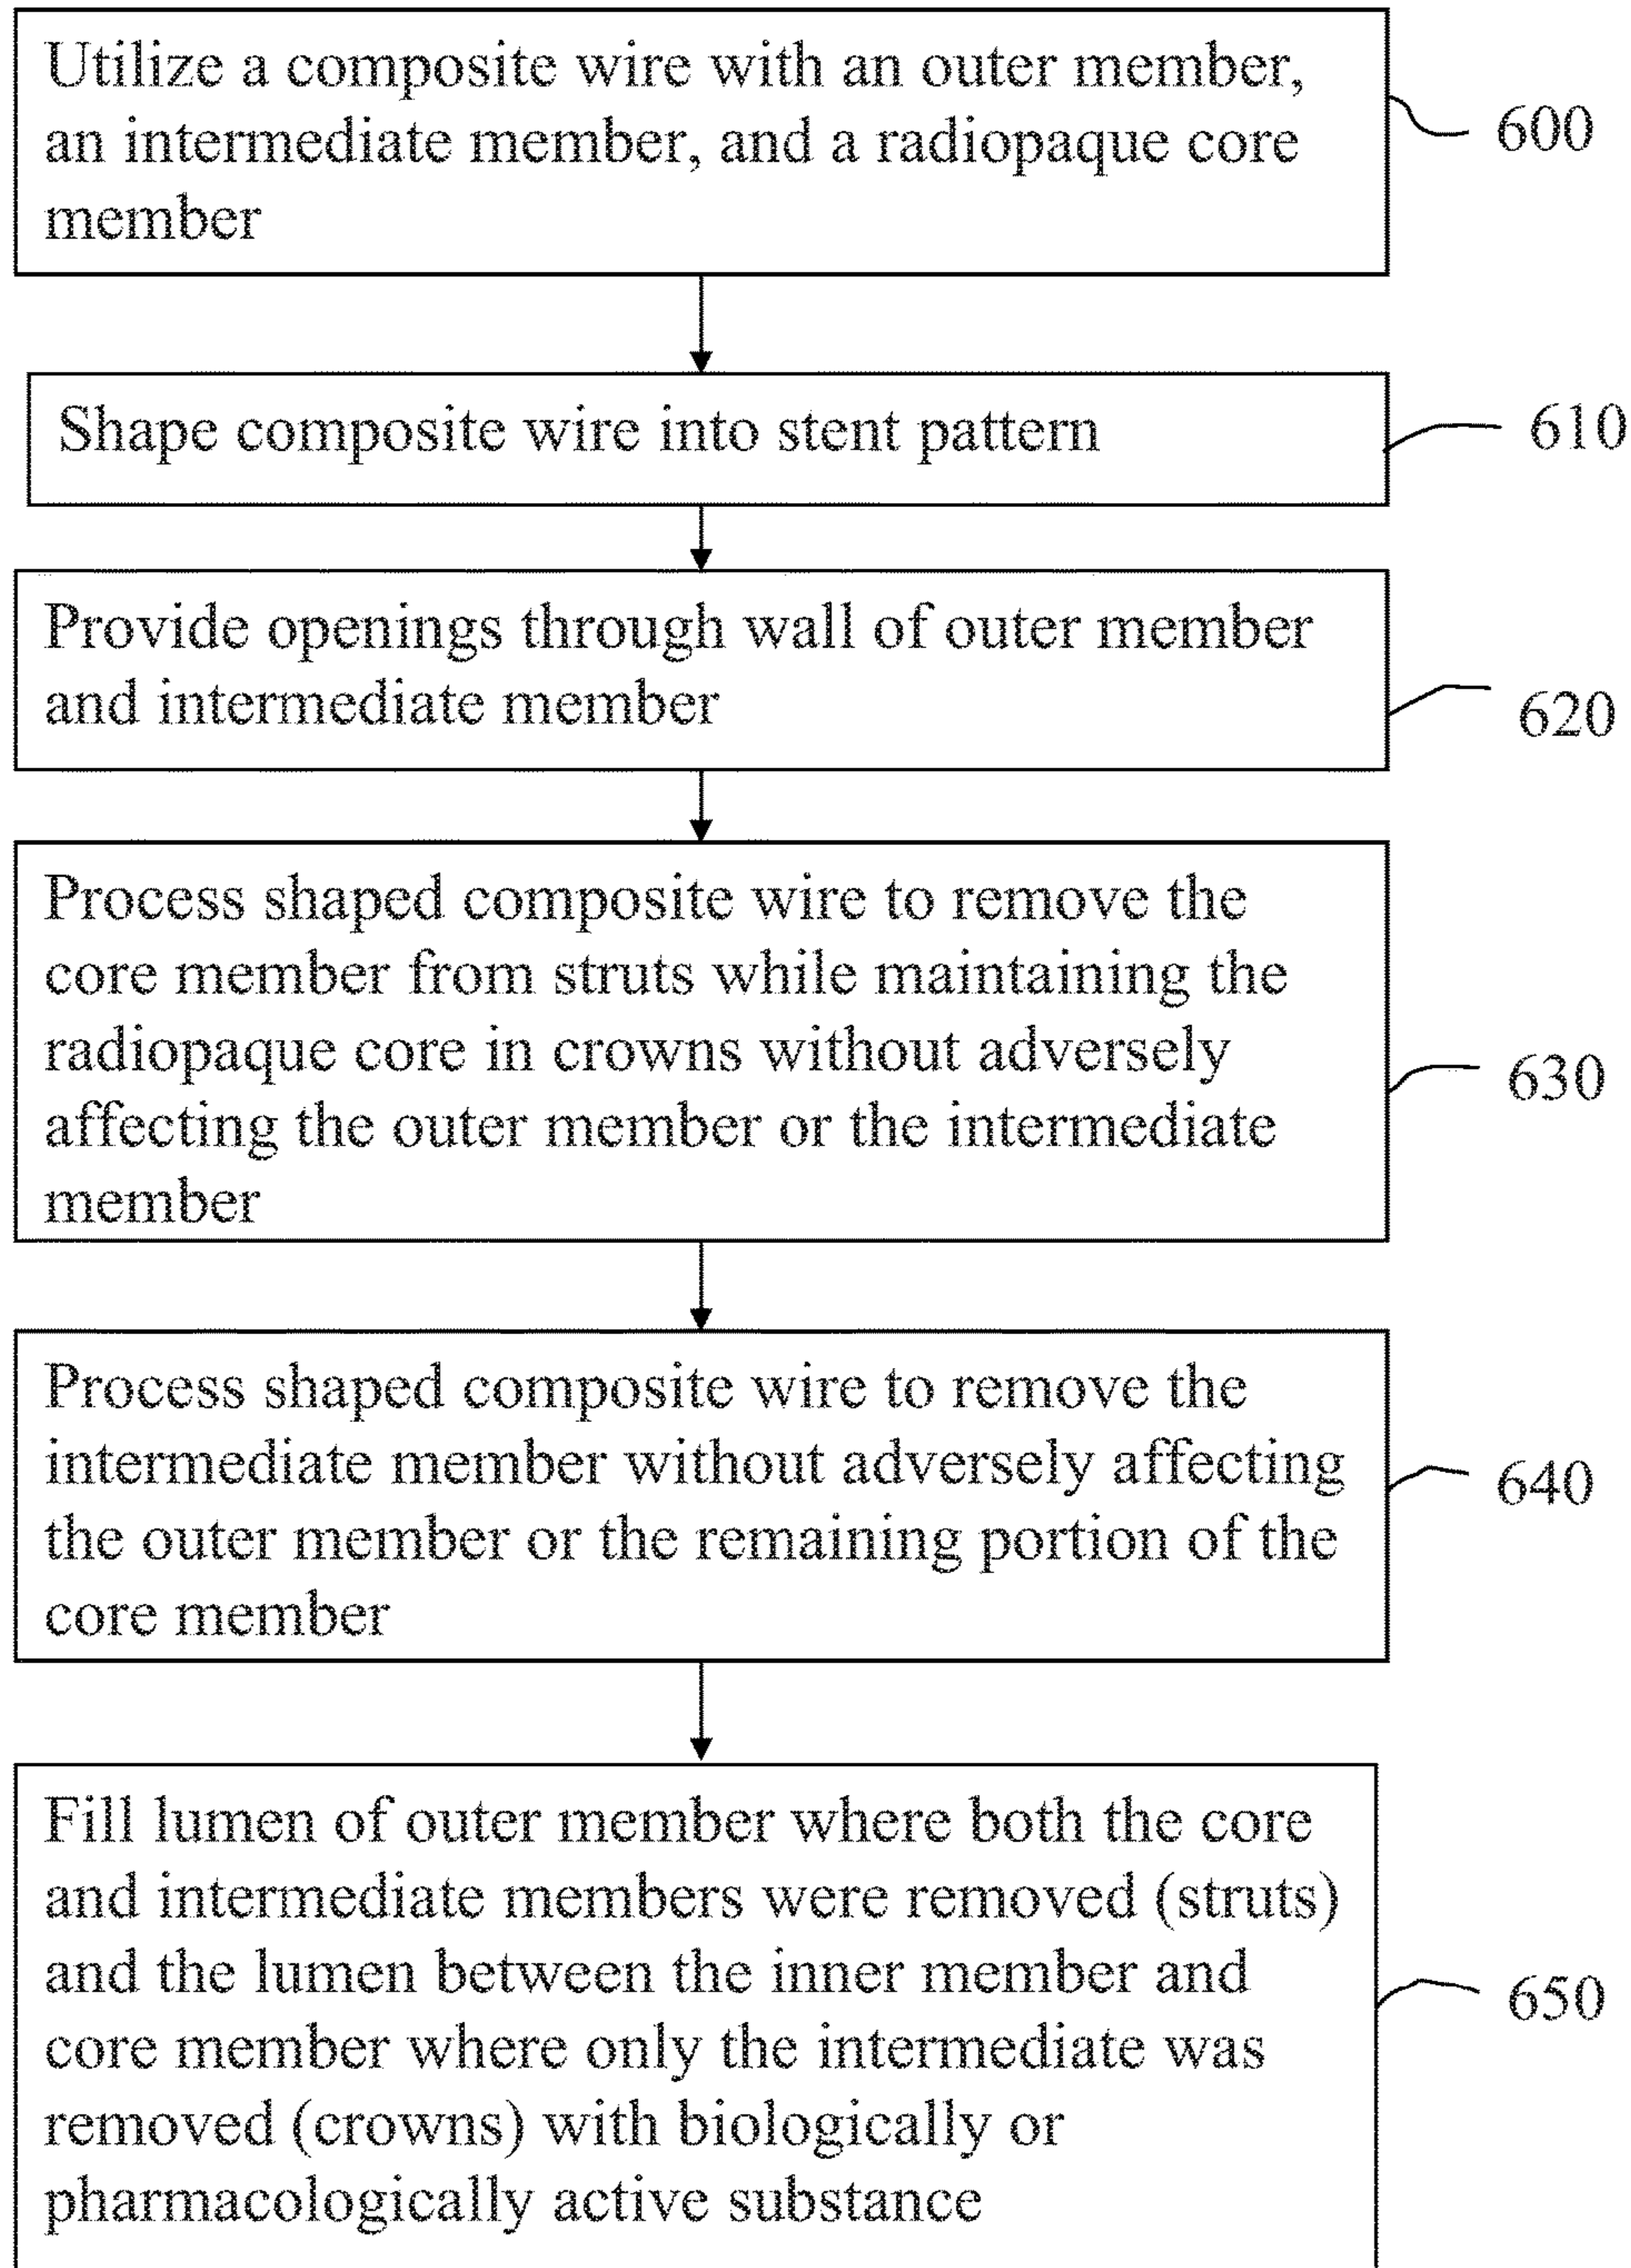 Utilize a composite wire with an outer member,
an intermediate member, and a radiopaque core
member
600
Shape composite wire into stent pattern
610
Provide openings through wall of outer member
and intermediate member
620
Process shaped composite wire to remove the
core member from struts while maintaining the
radiopaque core in crowns without adversely
affecting the outer member or the intermediate
member
630
Process shaped composite wire to remove the
intermediate member without adversely affecting
the outer member or the remaining portion of the
core member
640
Fill lumen of outer member where both the core
and intermediate members were removed (struts)
and the lumen between the inner member and
core member where only the intermediate was
removed (crowns) with biologically or
pharmacologically active substance
650